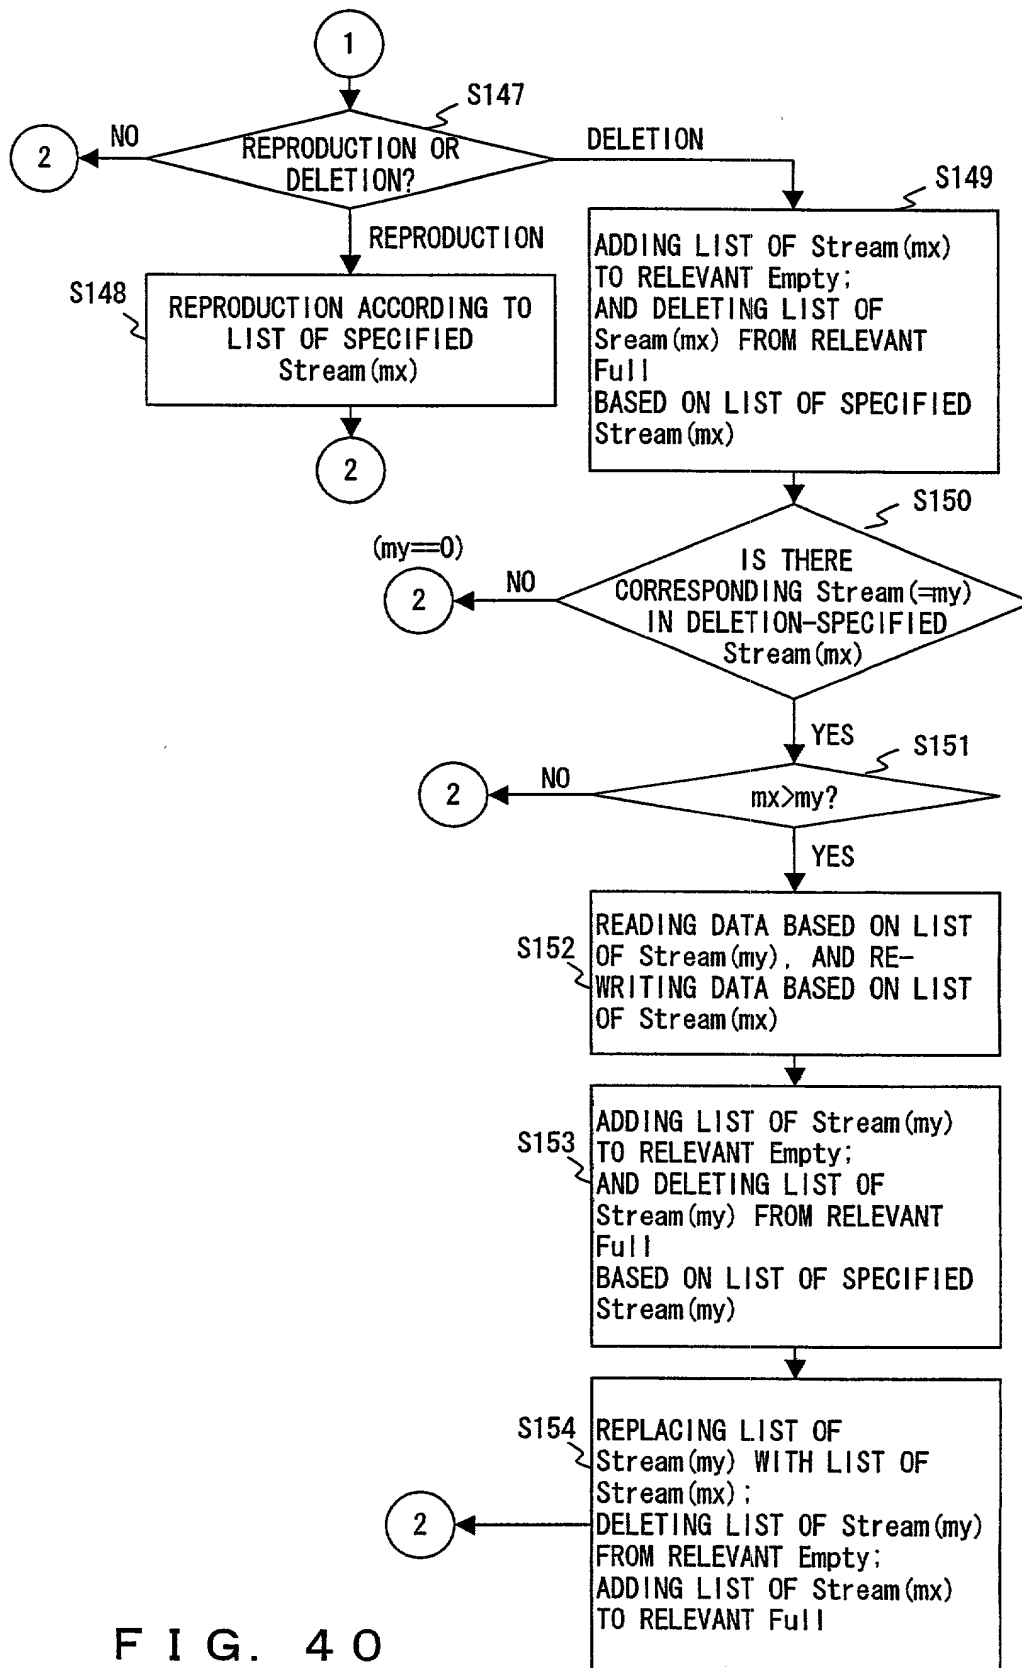 1
S147
NO
2
REPRODUCTION OR
DELETION?
DELETION
S149
REPRODUCTION
ADDING LIST OF Stream(mx)
TO RELEVANT Empty;
AND DELETING LIST OF
Sream(mx) FROM RELEVANT
Full
BASED ON LIST OF SPECIFIED
Stream(mx)
S148
REPRODUCTION ACCORDING TO
LIST OF SPECIFIED
Stream(mx)
2
S150
(my==0)
2
NO
IS THERE
CORRESPONDING Stream(=my)
IN DELETION-SPECIFIED
Stream(mx)
YES
S151
2
NO
mx>my?
YES
S152
READING DATA BASED ON LIST
OF Stream(my), AND RE-
WRITING DATA BASED ON LIST
OF Stream(mx)
S153
ADDING LIST OF Stream(my)
TO RELEVANT Empty;
AND DELETING LIST OF
Stream(my) FROM RELEVANT
Full
BASED ON LIST OF SPECIFIED
Stream(my)
S154
REPLACING LIST OF
Stream(my) WITH LIST OF
Stream(mx);
DELETING LIST OF Stream(my)
FROM RELEVANT Empty;
ADDING LIST OF Stream(mx)
TO RELEVANT Full
2
FIG. 40